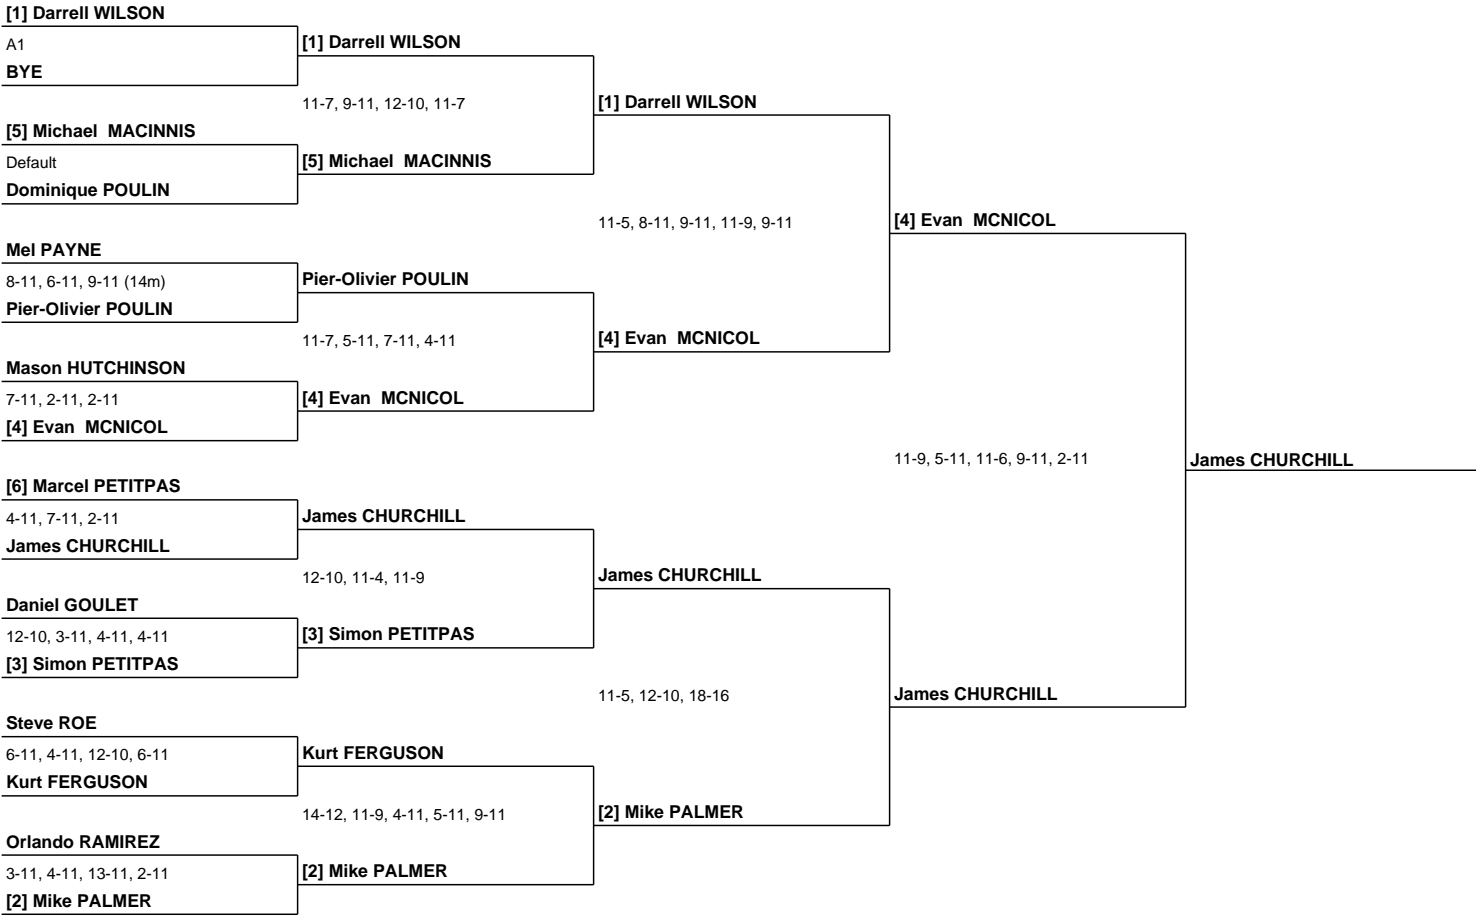 [1] Darrell WILSON
A1
BYE
[5] Michael  MACINNIS
Default
Dominique POULIN
Mel PAYNE
8-11, 6-11, 9-11 (14m)
Pier-Olivier POULIN
Mason HUTCHINSON
7-11, 2-11, 2-11
[4] Evan  MCNICOL
[6] Marcel PETITPAS
4-11, 7-11, 2-11
James CHURCHILL
Daniel GOULET
12-10, 3-11, 4-11, 4-11
[3] Simon PETITPAS
Steve ROE
6-11, 4-11, 12-10, 6-11
Kurt FERGUSON
Orlando RAMIREZ
3-11, 4-11, 13-11, 2-11
[2] Mike PALMER
[1] Darrell WILSON
11-7, 9-11, 12-10, 11-7
[5] Michael  MACINNIS
Pier-Olivier POULIN
11-7, 5-11, 7-11, 4-11
[4] Evan  MCNICOL
James CHURCHILL
12-10, 11-4, 11-9
[3] Simon PETITPAS
Kurt FERGUSON
14-12, 11-9, 4-11, 5-11, 9-11
[2] Mike PALMER
[1] Darrell WILSON
11-5, 8-11, 9-11, 11-9, 9-11
[4] Evan  MCNICOL
James CHURCHILL
11-5, 12-10, 18-16
[2] Mike PALMER
[4] Evan  MCNICOL
11-9, 5-11, 11-6, 9-11, 2-11
James CHURCHILL
James CHURCHILL